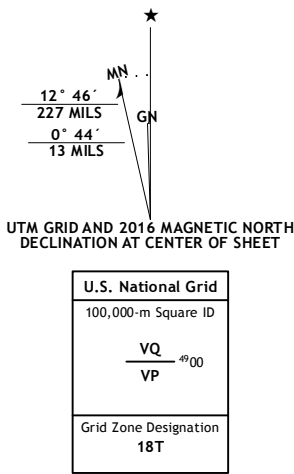 MN
12° 46´
227 MILS
GN
0° 44´
13 MILS
UTM GRID AND 2016 MAGNETIC NORTH
DECLINATION AT CENTER OF SHEET
U.S. National Grid
100,000-m Square ID
VQ
4900
VP
Grid Zone Designation
18T